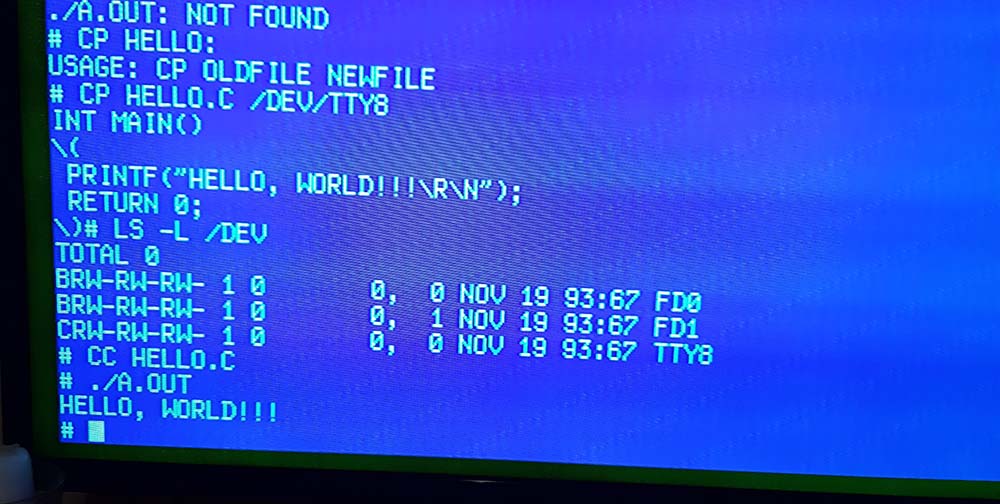 ./A.OUT: NOT FOUND
# CP HELLO:
USAGE: CP OLDFILE NEWFILE
# CP HELLO.C /DEV/TTY8
INT MAIN()
\(
 PRINTF("HELLO, WORLD!!!\R\N");
 RETURN 0;
\)# LS -L /DEV
TOTAL 0
BRW-RW-RW- 1 0       0,  0 NOV 19 93:67 FD0
BRW-RW-RW- 1 0       0,  1 NOV 19 93:67 FD1
CRW-RW-RW- 1 0       0,  0 NOV 19 93:67 TTY8
# CC HELLO.C
# ./A.OUT
HELLO, WORLD!!!
#